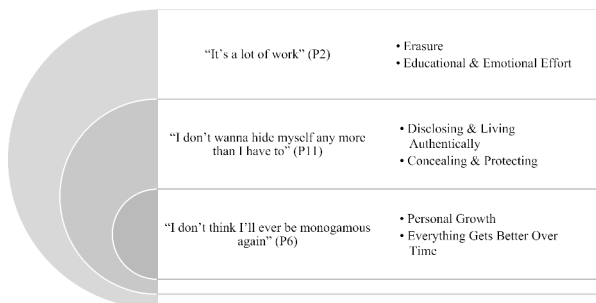 “It’s a lot of work” (P2)
• Erasure
• Educational & Emotional Effort
“I don’t wanna hide myself any more
than I have to” (P11)
• Disclosing & Living
Authentically
• Concealing & Protecting
“I don’t think I’ll ever be monogamous
again” (P6)
• Personal Growth
• Everything Gets Better Over
Time